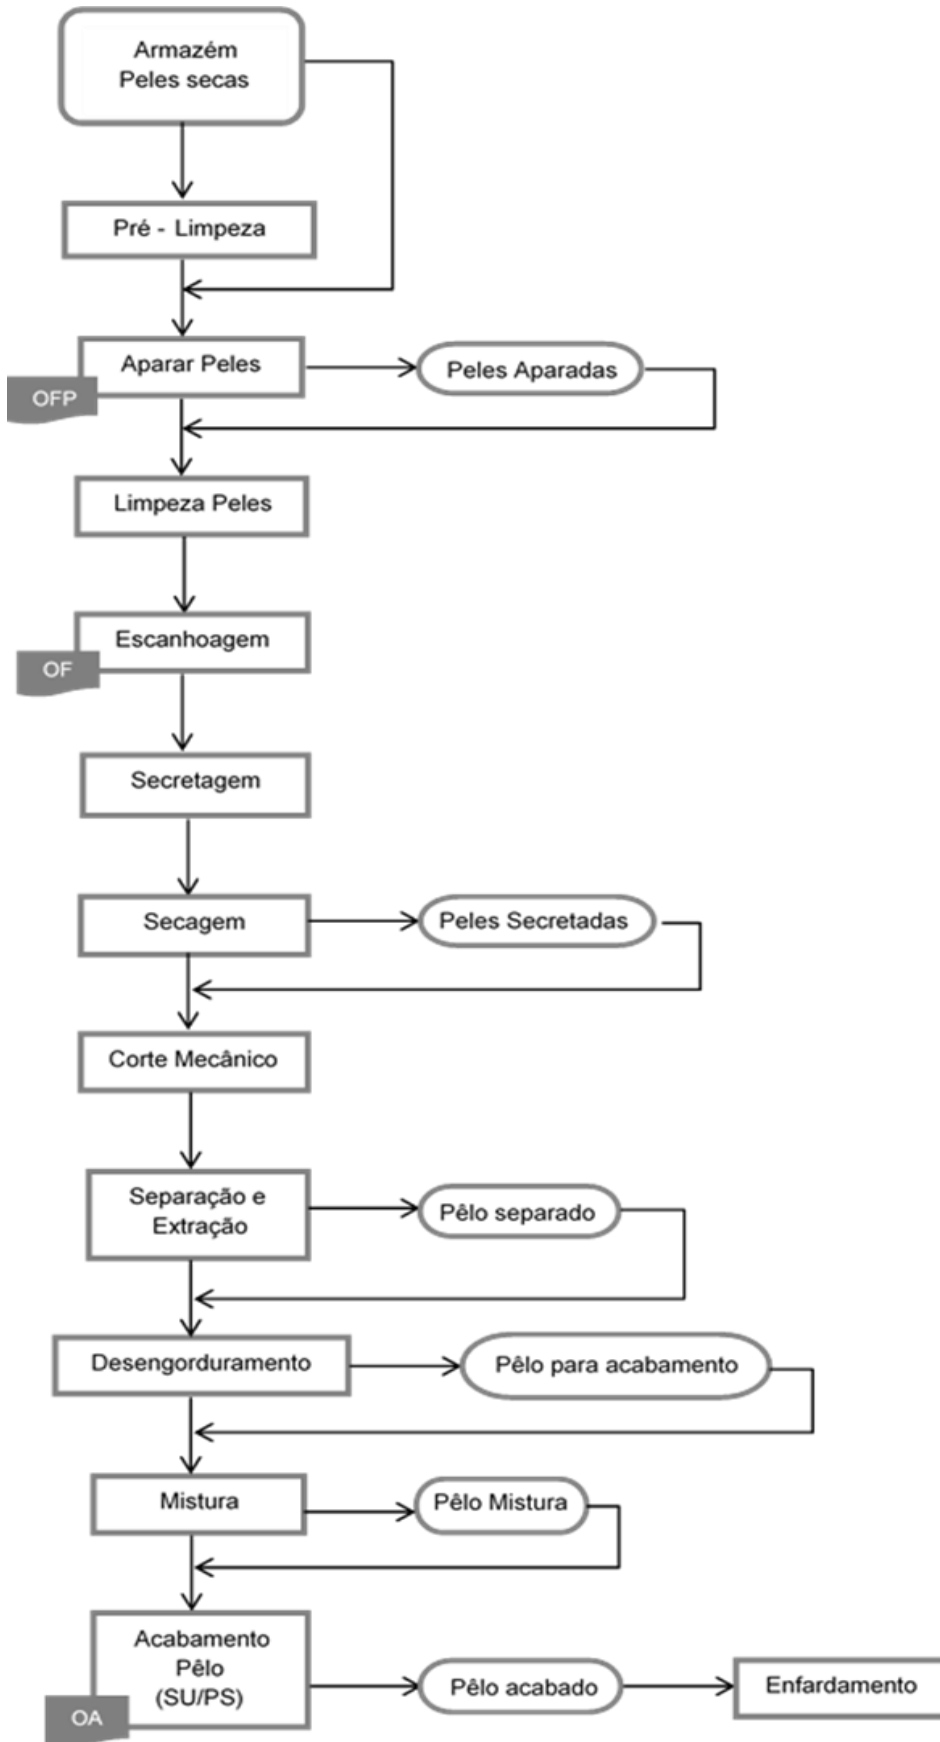 Armazém
Peles secas
Pré - Limpeza
Aparar Peles
Peles Aparadas
OFP
Limpeza Peles
Escanhoagem
OF
Secretagem
Secagem
Peles Secretadas
Corte Mecânico
Separação e
Extração
Pêlo separado
Desengorduramento
Pêlo para acabamento
Mistura
Pêlo Mistura
Acabamento
Pêlo
(SU/PS)
Pêlo acabado
Enfardamento
OA